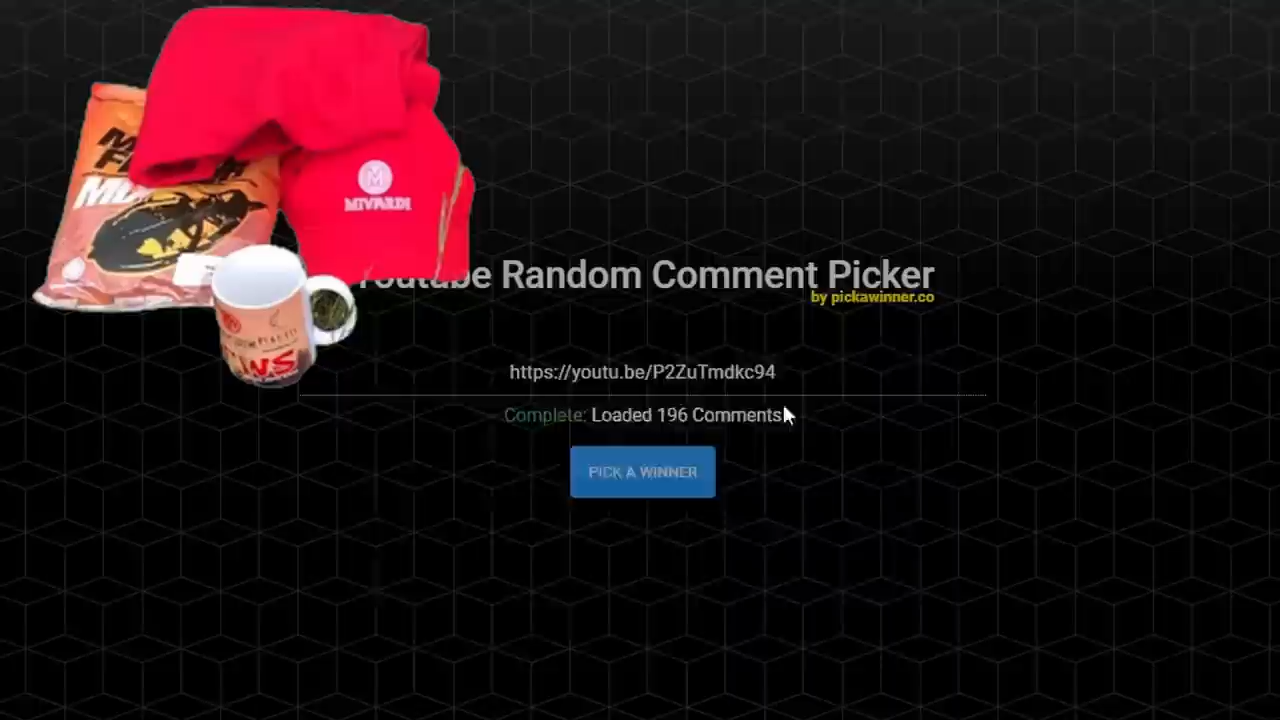 MIVARDI
Youtube Random Comment Picker
by pickawinner.co
https://youtu.be/P2ZuTmdkc94
Complete: Loaded 196 Comments
PICK A WINNER